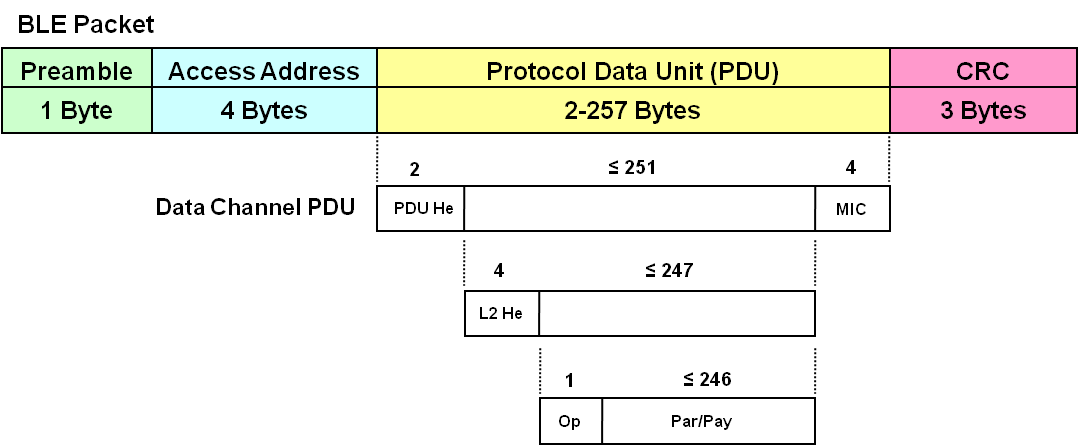 BLE Packet
Preamble Access Address Protocol Data Unit (PDU) CRC
1 Byte 4 Bytes 2-257 Bytes 3 Bytes
2 ≤ 251 4
Data Channel PDU PDU He MIC
4 ≤ 247
L2 He
1 ≤ 246
Op Par/Pay